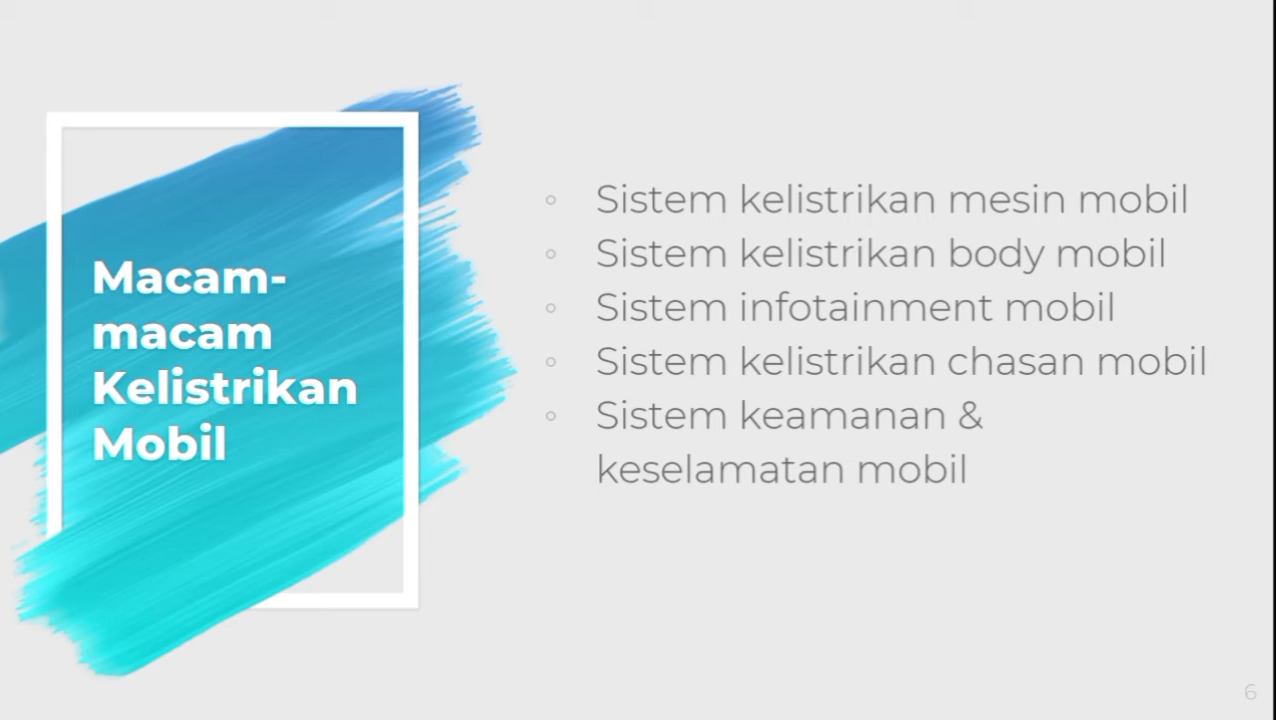 Macam-
macam
Kelistrikan
Mobil
Sistem kelistrikan mesin mobil
Sistem kelistrikan body mobil
Sistem infotainment mobil
Sistem kelistrikan chasan mobil
Sistem keamanan &
keselamatan mobil
6